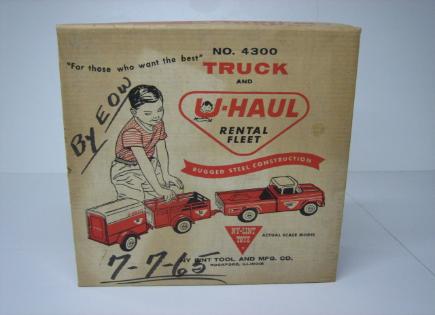 NO. 4300
"For those who want the best"
TRUCK
AND
U-HAUL
RENTAL
FLEET
RUGGED STEEL CONSTRUCTION
By EOW
NY-LINT
TOYS
ACTUAL SCALE MODEL
7-7-65
NY-LINT TOOL AND MFG. CO.
ROCKFORD, ILLINOIS